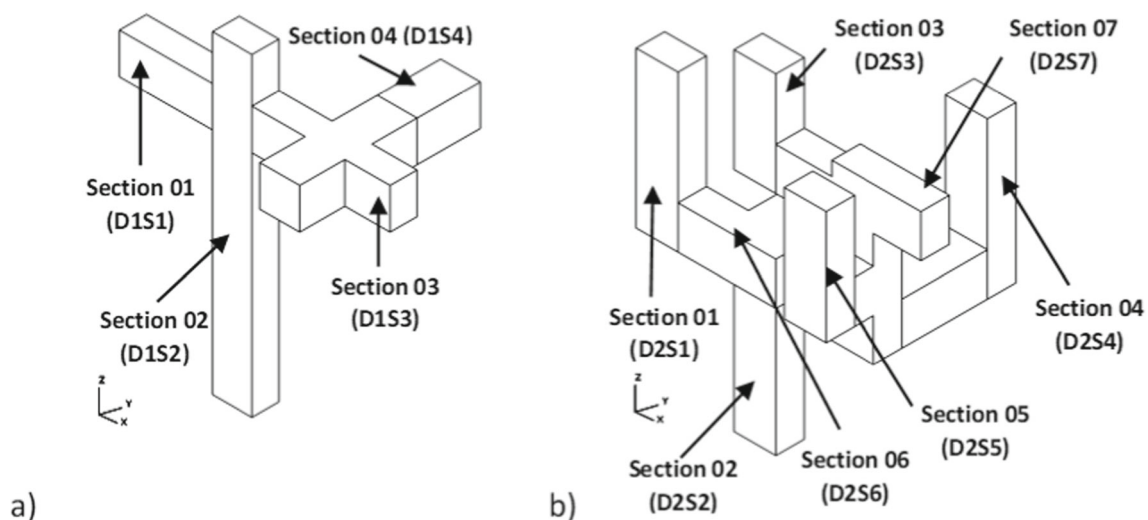 Section 04 (D1S4)
Section 01
(D1S1)
Section 03
(D1S3)
Section 02
(D1S2)
Z
Y
X
a)
Section 03
(D2S3)
Section 07
(D2S7)
Section 01
(D2S1)
Section 04
(D2S4)
Section 05
(D2S5)
Section 06
(D2S6)
Section 02
(D2S2)
Z
Y
X
b)